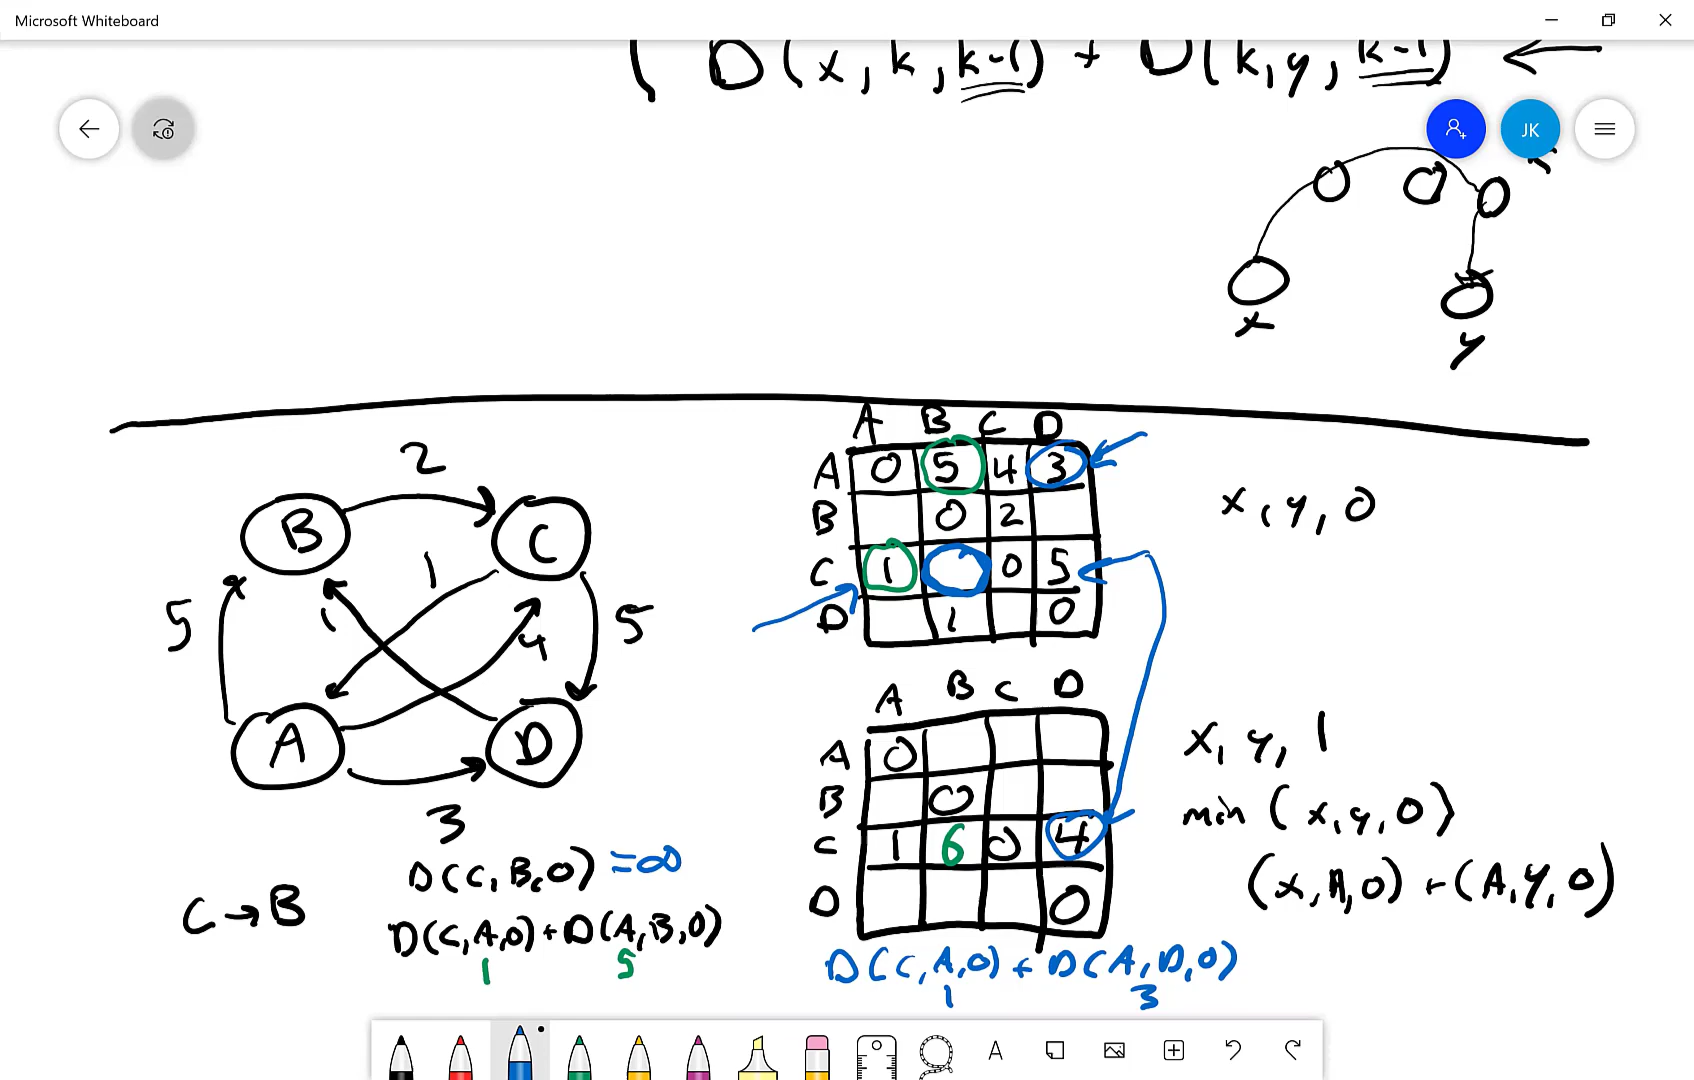 Microsoft Whiteboard
( D(x, k, k-1) + D(k, y, k-1) ←
JK
x
y
2
B
C
1
5
1
4
5
A
D
3
C → B
D(C, B, 0) = ∞
D(C, A, 0) + D(A, B, 0)
1 5
A B C D
A 0 5 4 3
B 0 2
C 1 0 5
D 1 0
x, y, 0
A B C D
A 0
B 0
C 1 6 0 4
D 0
D(C, A, 0) + D(A, D, 0)
1 3
x, y, 1
min (x, y, 0)
(x, A, 0) + (A, y, 0)
A